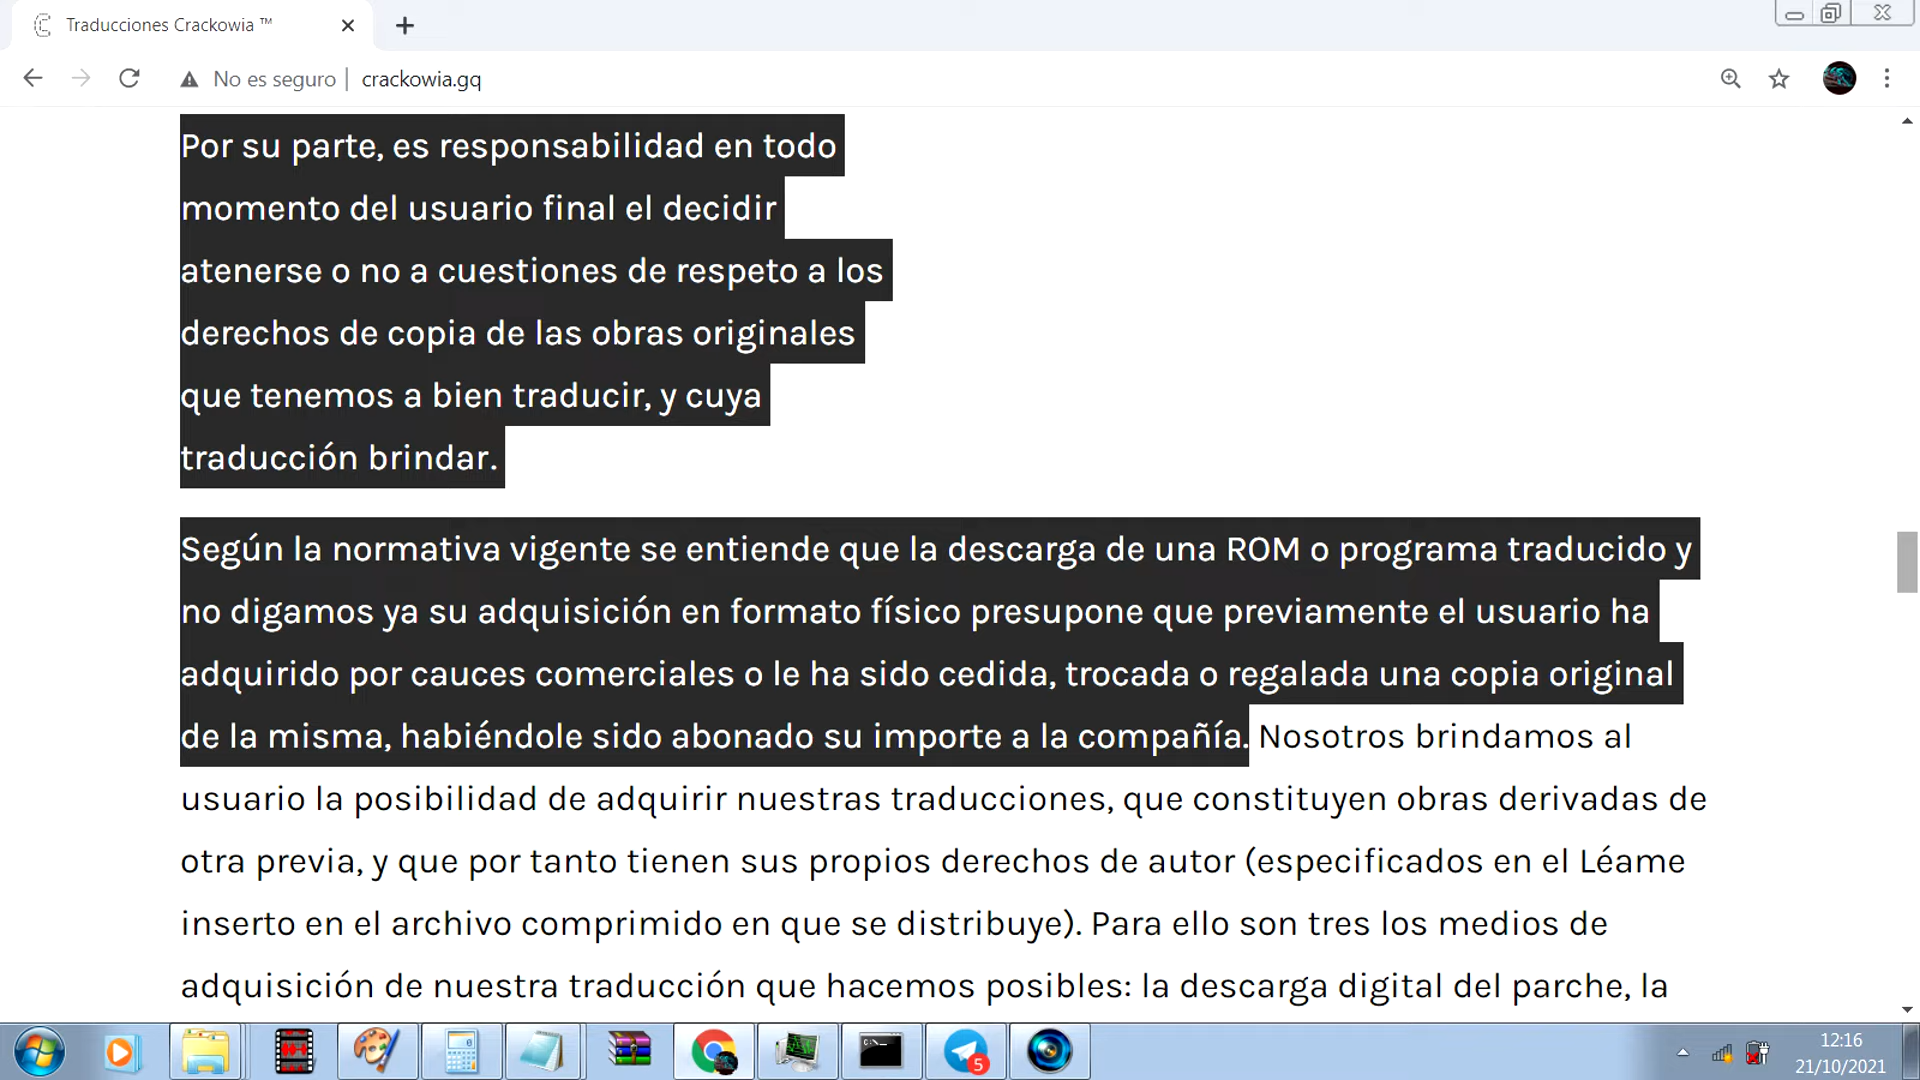 Traducciones Crackowia ™
No es seguro
crackowia.gq
Por su parte, es responsabilidad en todo
momento del usuario final el decidir
atenerse o no a cuestiones de respeto a los
derechos de copia de las obras originales
que tenemos a bien traducir, y cuya
traducción brindar.
Según la normativa vigente se entiende que la descarga de una ROM o programa traducido y
no digamos ya su adquisición en formato físico presupone que previamente el usuario ha
adquirido por cauces comerciales o le ha sido cedida, trocada o regalada una copia original
de la misma, habiéndole sido abonado su importe a la compañía. Nosotros brindamos al
usuario la posibilidad de adquirir nuestras traducciones, que constituyen obras derivadas de
otra previa, y que por tanto tienen sus propios derechos de autor (especificados en el Léame
inserto en el archivo comprimido en que se distribuye). Para ello son tres los medios de
adquisición de nuestra traducción que hacemos posibles: la descarga digital del parche, la
5
12:16
21/10/2021